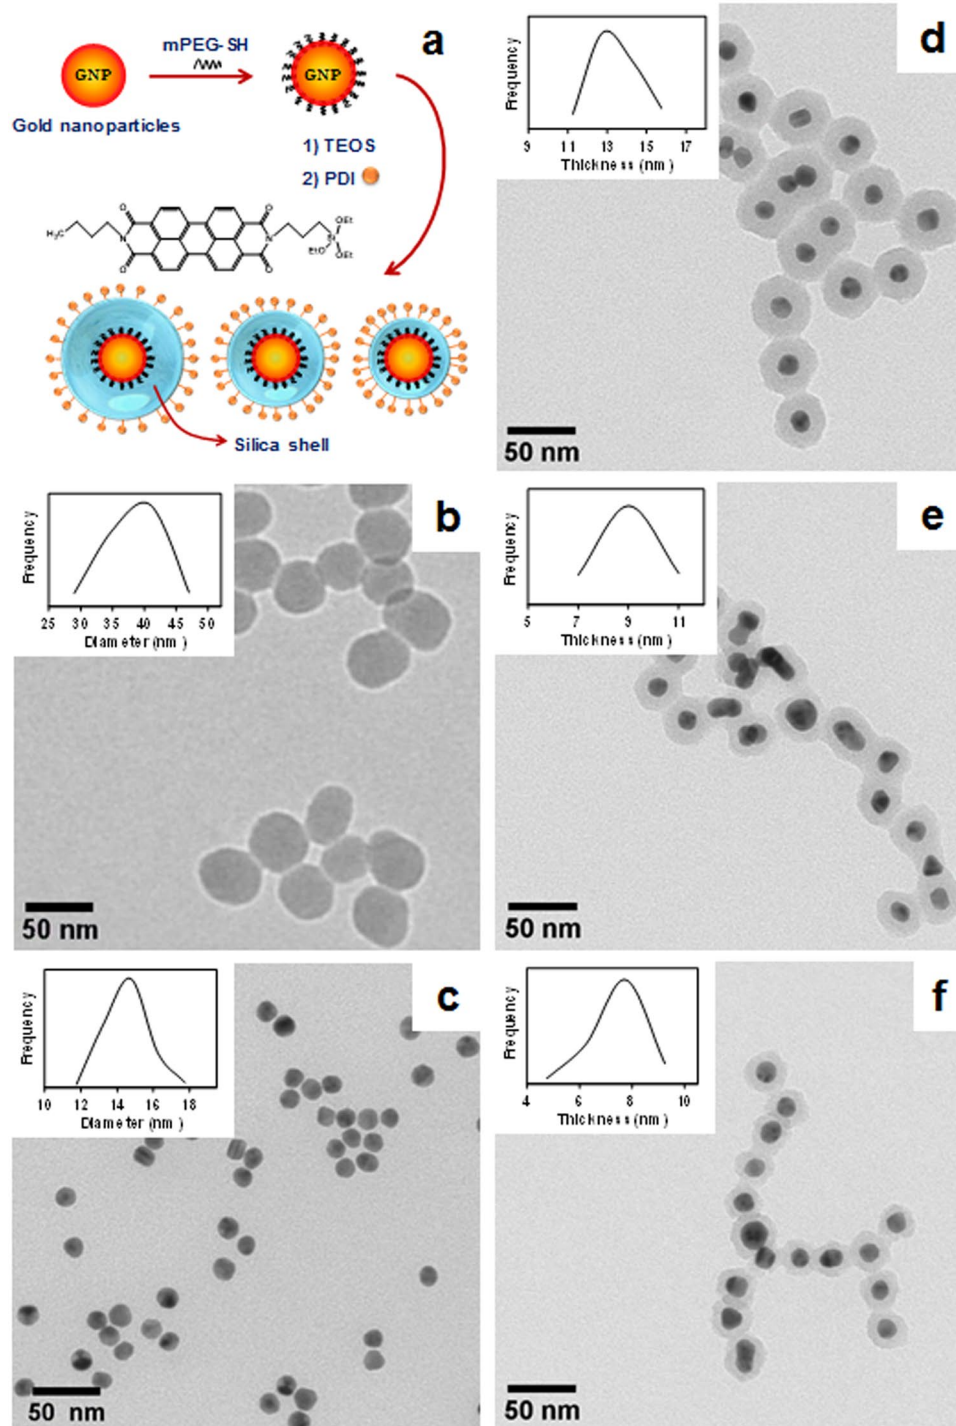 a
mPEG-SH
GNP
GNP
Gold nanoparticles
1) TEOS
2) PDI
H₃C
N
O
O
O
O
N
Si
OEt
EtO
OEt
Silica shell
b
Frequency
25 30 35 40 45 50
Diameter (nm)
50 nm
c
Frequency
10 12 14 16 18
Diameter (nm)
50 nm
d
Frequency
9 11 13 15 17
Thickness (nm)
50 nm
e
Frequency
5 7 9 11
Thickness (nm)
50 nm
f
Frequency
4 6 8 10
Thickness (nm)
50 nm